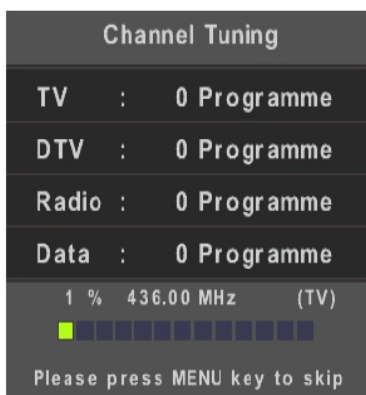 Channel Tuning
TV : 0 Programme
DTV : 0 Programme
Radio : 0 Programme
Data : 0 Programme
1 % 436.00 MHz (TV)
Please press MENU key to skip